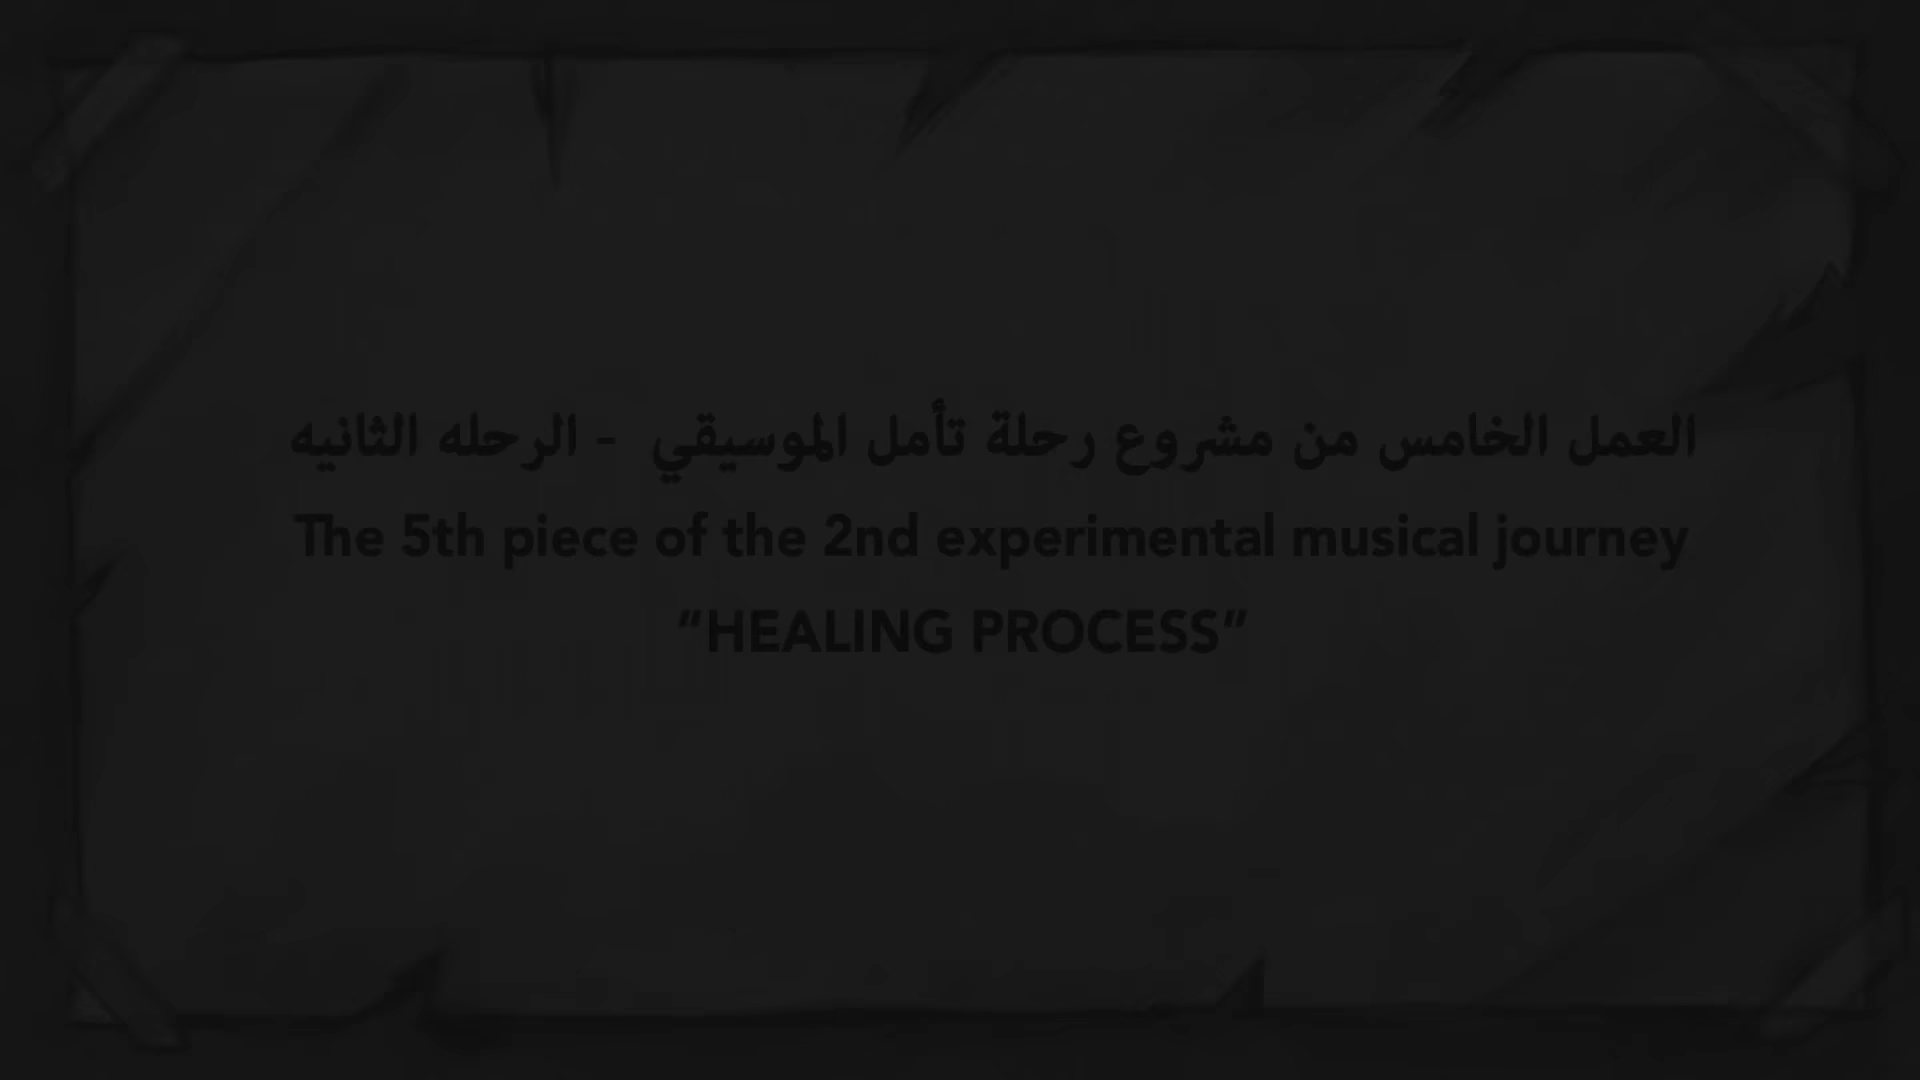 العمل الخامس من مشروع رحلة تأمل الموسيقي - الرحله الثانيه
The 5th piece of the 2nd experimental musical journey
“HEALING PROCESS”